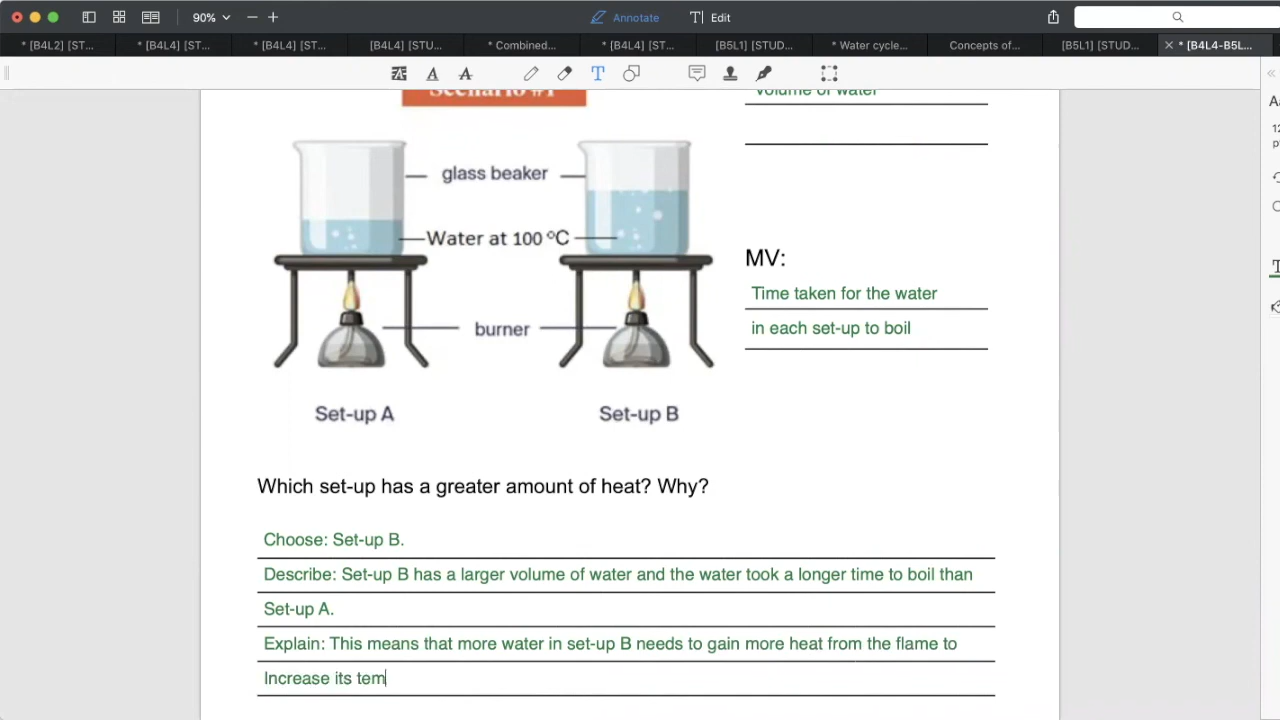 90%
Annotate
T| Edit
* [B4L2] [ST...
* [B4L4] [ST...
* [B4L4] [ST...
[B4L4] [STU...
* Combined...
* [B4L4] [ST...
[B5L1] [STUD...
* Water cycle...
Concepts of...
[B5L1] [STUD...
* [B4L4-B5L...
Scenario #1
Volume of water
glass beaker
Water at 100 °C
MV:
Time taken for the water
in each set-up to boil
burner
Set-up A
Set-up B
Which set-up has a greater amount of heat? Why?
Choose: Set-up B.
Describe: Set-up B has a larger volume of water and the water took a longer time to boil than
Set-up A.
Explain: This means that more water in set-up B needs to gain more heat from the flame to
Increase its tem